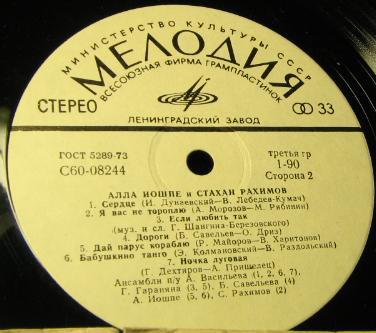 МИНИСТЕРСТВО КУЛЬТУРЫ СССР
МЕЛОДИЯ
ВСЕСОЮЗНАЯ ФИРМА ГРАМПЛАСТИНОК
СТЕРЕО
33
ЛЕНИНГРАДСКИЙ ЗАВОД
ГОСТ 5289-73
третья гр
С60-08244
1-90
Сторона 2
АЛЛА ИОШПЕ и СТАХАН РАХИМОВ
1. Сердце (И. Дунаевский—В. Лебедев-Кумач)
2. Я вас не тороплю (А. Морозов—М. Рябинин)
3. Если любить так
(муз. и сл. Г. Шангина-Березовского)
4. Дороги (Б. Савельев—О. Дриз)
5. Дай парус кораблю (Р. Майоров—В. Харитонов)
6. Бабушкино танго (Э. Колмановский—В. Раздольский)
7. Ночка луговая
(Г. Дехтяров—А. Пришелец)
Ансамбли п/у А. Васильева (1, 2, 6, 7),
Г. Гараняна (3, 5), Б. Савельева (4)
А. Иошпе (5, 6), С. Рахимов (2)